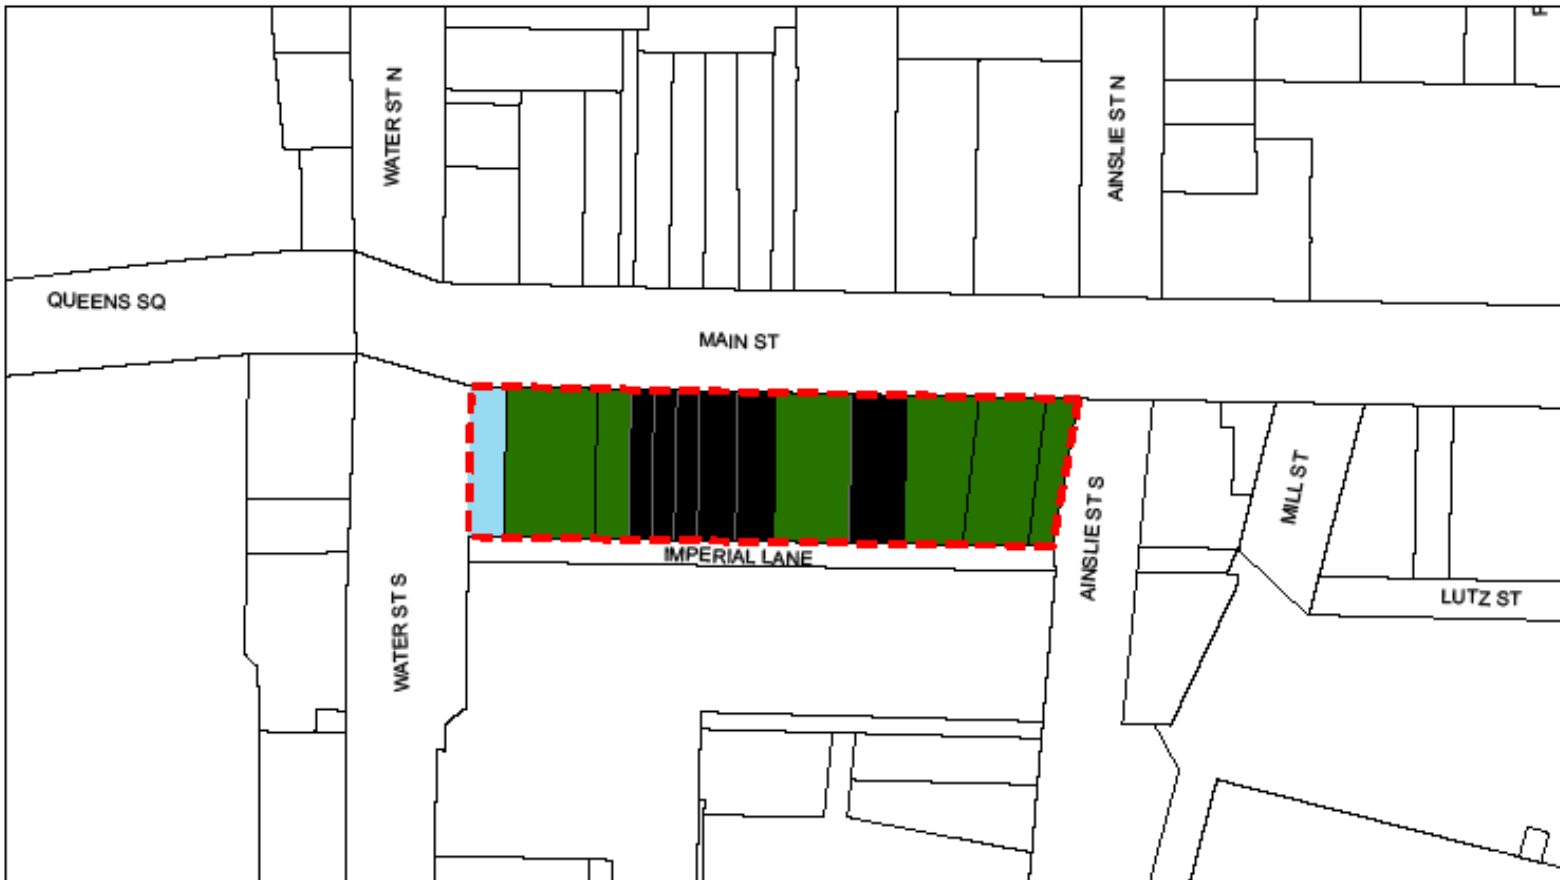 WATER ST N
AINSLIE ST N
QUEENS SQ
MAIN ST
MILL ST
AINSLIE ST S
IMPERIAL LANE
LUTZ ST
WATER ST S